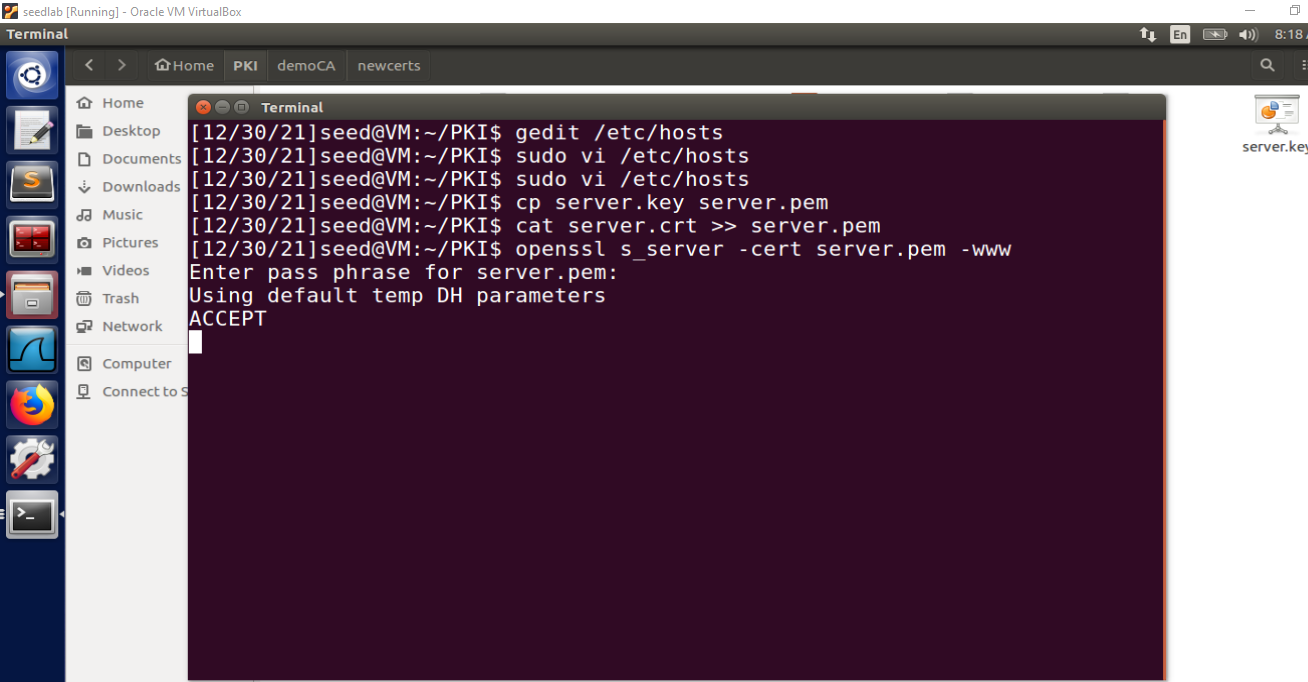 seedlab [Running] - Oracle VM VirtualBox
Terminal
En
8:18
Home
PKI
demoCA
newcerts
Home
Desktop
Documents
Downloads
Music
Pictures
Videos
Trash
Network
Computer
Connect to S
Terminal
[12/30/21]seed@VM:~/PKI$ gedit /etc/hosts
[12/30/21]seed@VM:~/PKI$ sudo vi /etc/hosts
[12/30/21]seed@VM:~/PKI$ sudo vi /etc/hosts
[12/30/21]seed@VM:~/PKI$ cp server.key server.pem
[12/30/21]seed@VM:~/PKI$ cat server.crt >> server.pem
[12/30/21]seed@VM:~/PKI$ openssl s_server -cert server.pem -www
Enter pass phrase for server.pem:
Using default temp DH parameters
ACCEPT
server.key